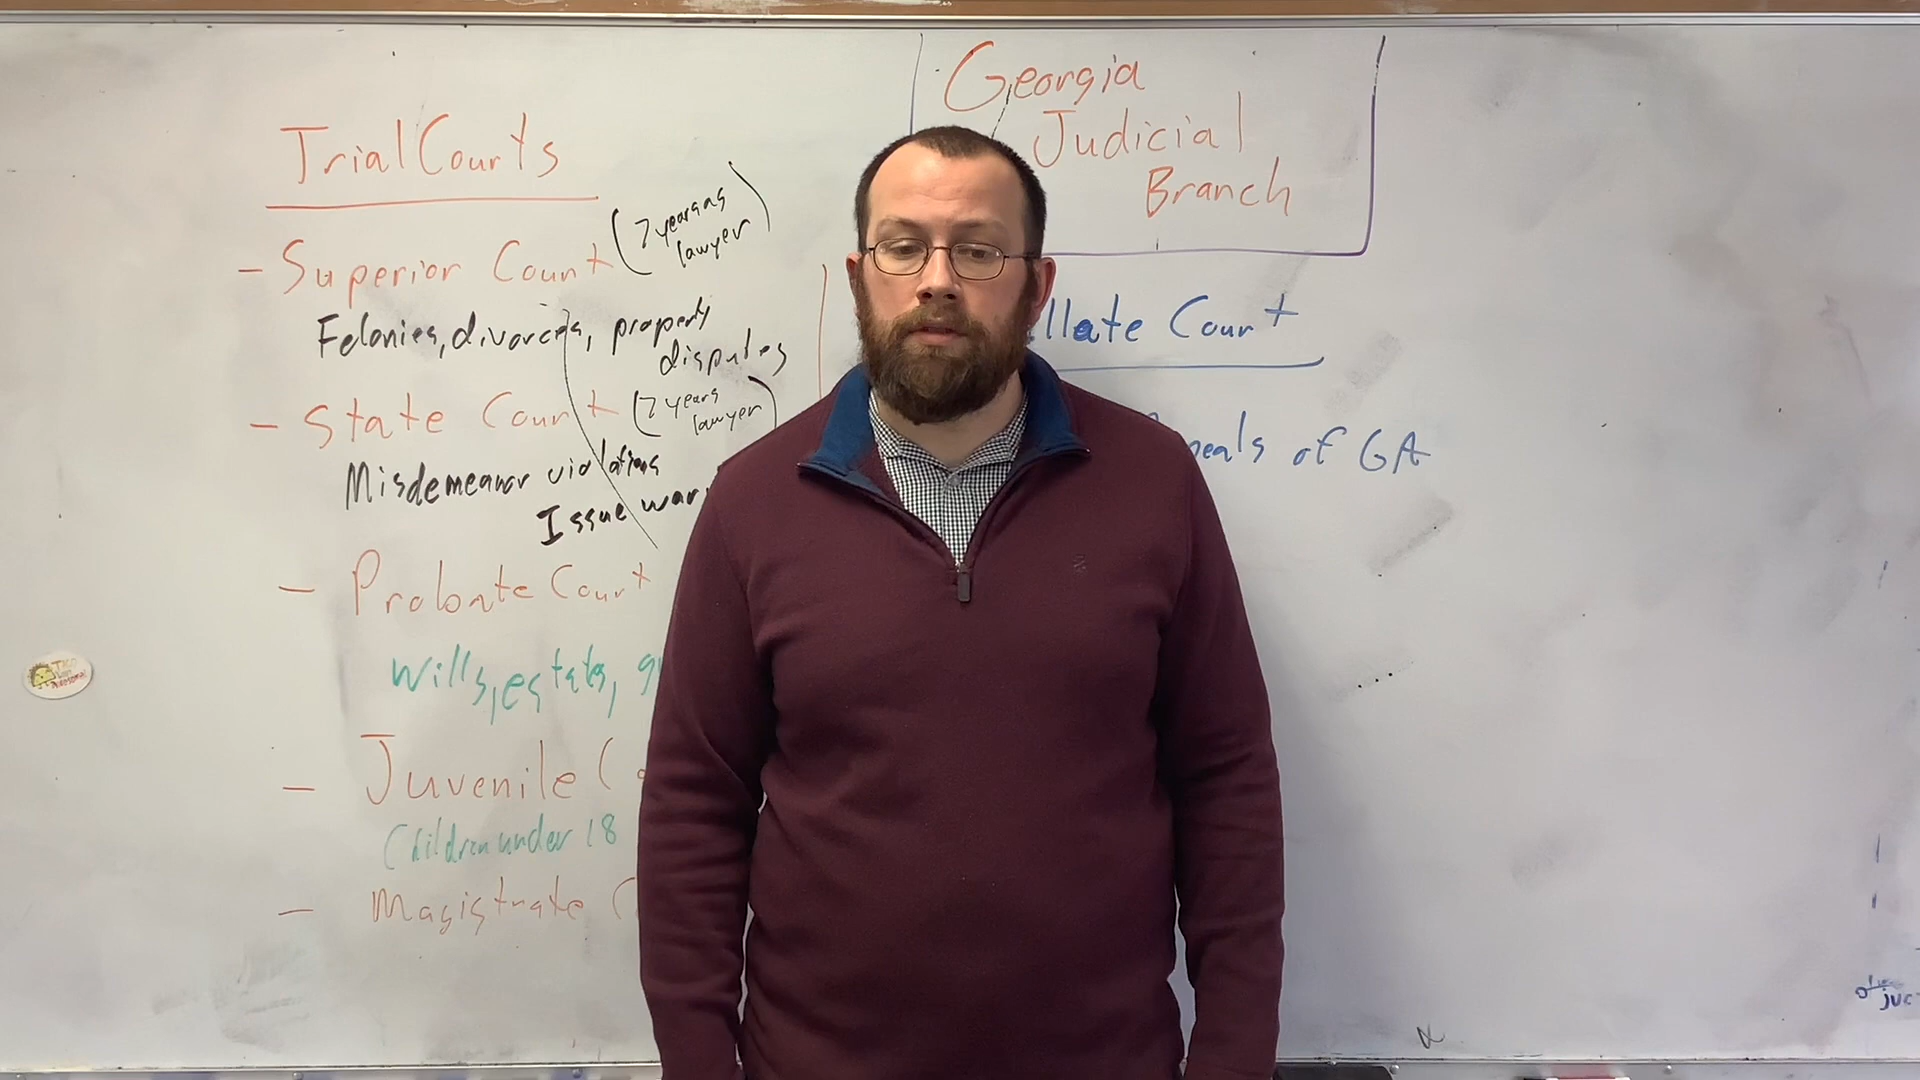 Georgia
Judicial
Branch
Trial Courts
- Superior Court (7 years as
lawyer)
Felonies, divorces, property
disputes
- State Court (7 years
lawyer)
Misdemeanor violations
Issue war
- Probate Court
Wills, estates, g
- Juvenile C
Children under 18
- Magistrate C
llate Court
peals of GA